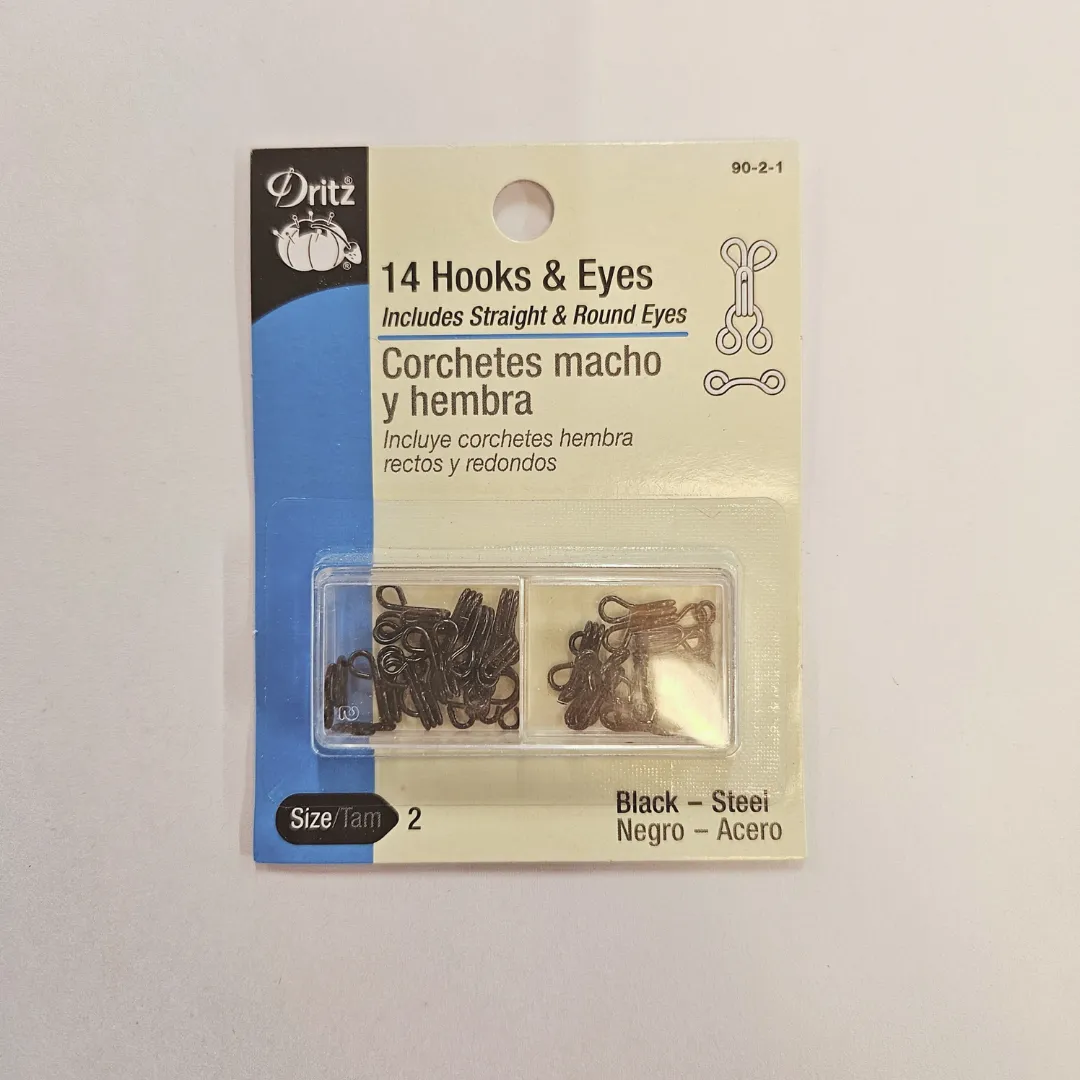 Dritz®
®
90-2-1
14 Hooks & Eyes
Includes Straight & Round Eyes
Corchetes macho
y hembra
Incluye corchetes hembra
rectos y redondos
2
Size/Tam 2
Black – Steel
Negro – Acero